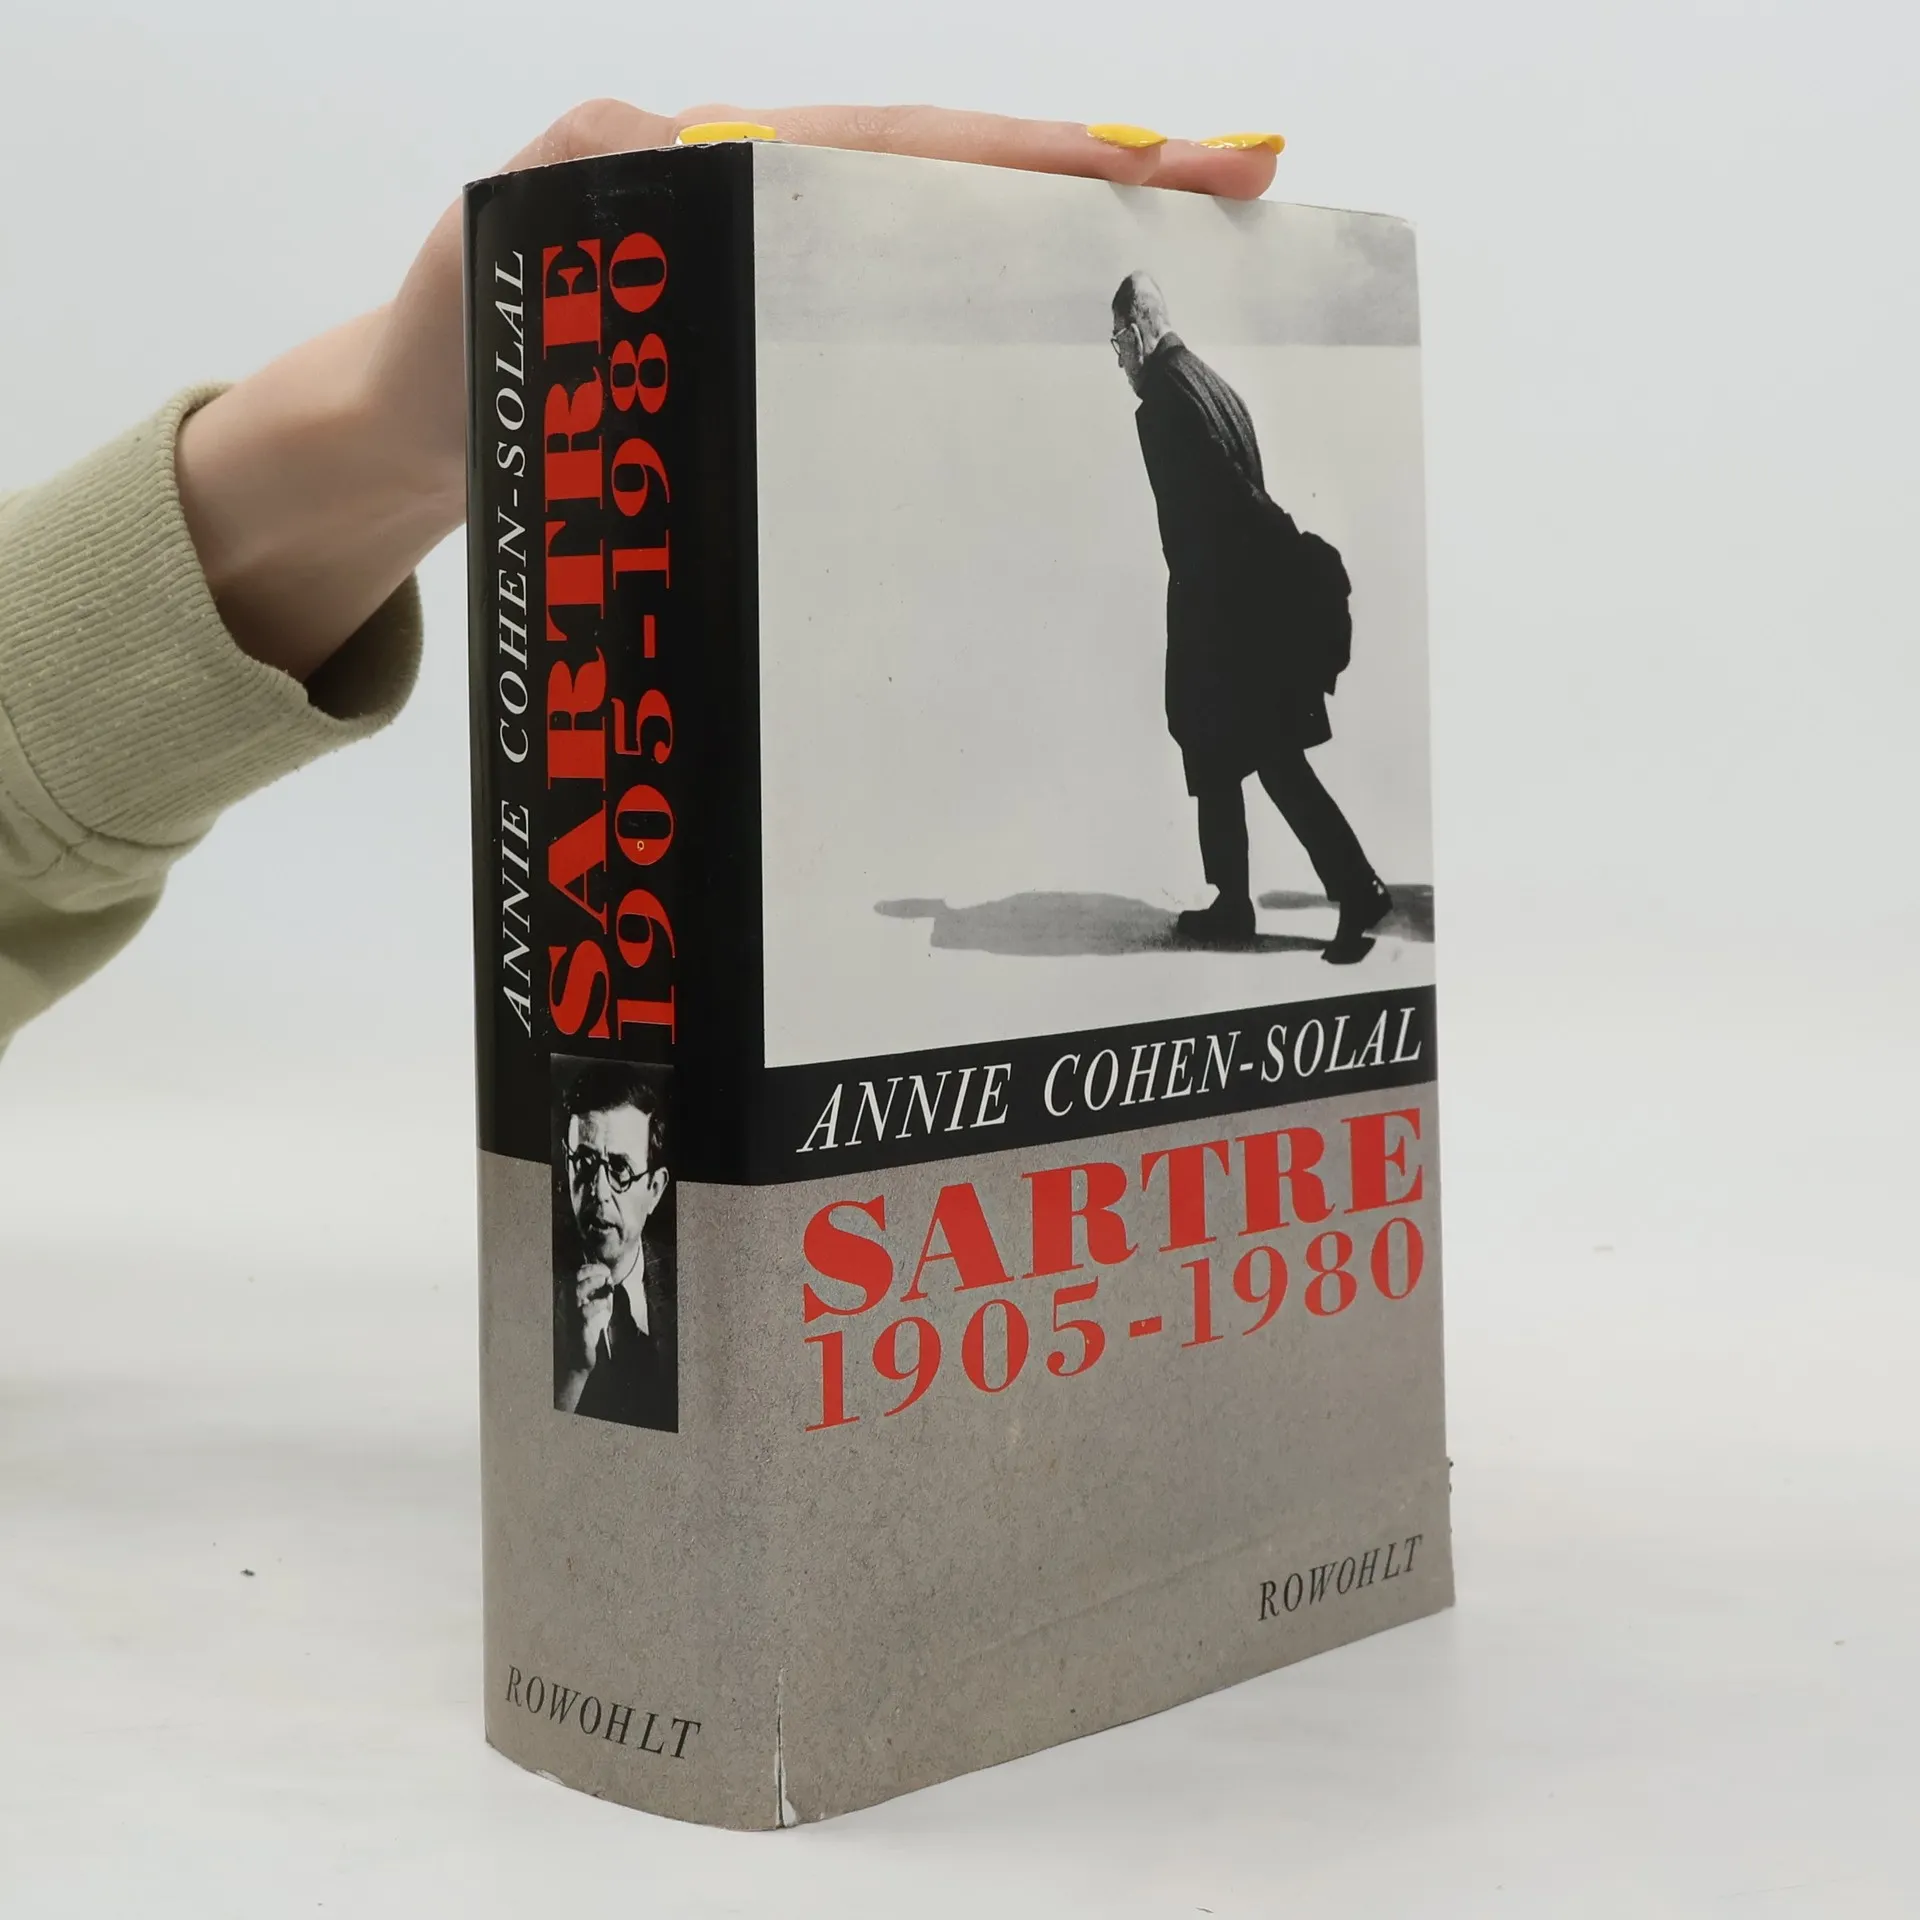 ANNIE COHEN-SOLAL
SARTRE
1905-1980
ROWOHLT
ANNIE COHEN-SOLAL
SARTRE
1905-1980
ROWOHLT